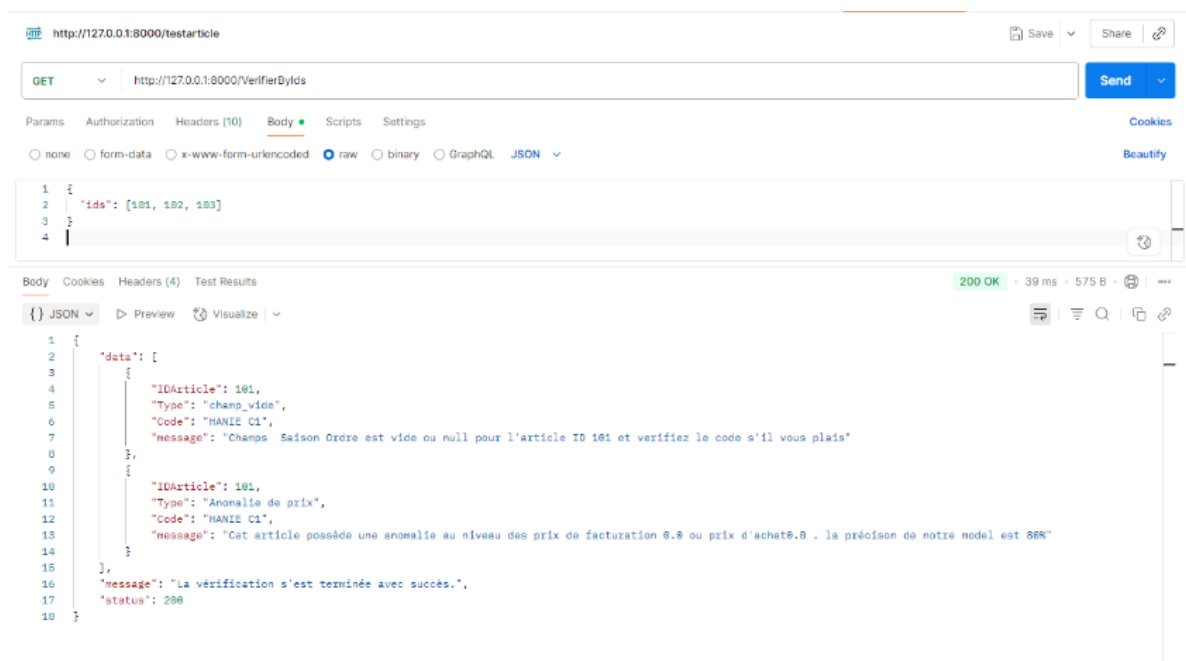 HTTP http://127.0.0.1:8000/testarticle Save Share
GET http://127.0.0.1:8000/VerifierByIds Send
Params Authorization Headers (10) Body Scripts Settings Cookies
none form-data x-www-form-urlencoded raw binary GraphQL JSON Beautify
1 {
2 "ids": [101, 102, 103]
3 }
4
Body Cookies Headers (4) Test Results 200 OK 39 ms 575 B
{} JSON Preview Visualize
1 {
2 "data": [
3 {
4 "IDArticle": 101,
5 "Type": "champ_vide",
6 "Code": "HANIE C1",
7 "message": "Champs Saison Ordre est vide ou null pour l'article ID 101 et verifiez le code s'il vous plais"
8 },
9 {
10 "IDArticle": 101,
11 "Type": "Anomalie de prix",
12 "Code": "HANIE C1",
13 "message": "Cet article possède une anomalie au niveau des prix de facturation 0.0 ou prix d'achat0.0 . la précison de notre model est 80%"
14 }
15 ],
16 "message": "La vérification s'est terminée avec succès.",
17 "status": 200
18 }